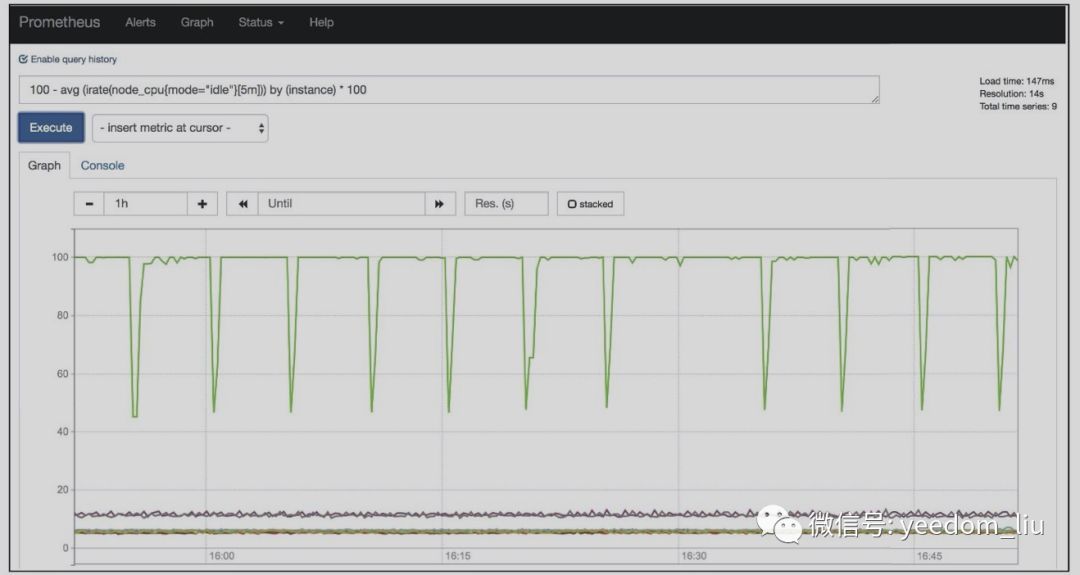 Prometheus Alerts Graph Status Help
Enable query history
100 - avg (irate(node_cpu{mode="idle"}[5m])) by (instance) * 100
Load time: 147ms
Resolution: 14s
Total time series: 9
Execute - insert metric at cursor -
Graph Console
1h Until Res. (s) stacked
100
80
60
40
20
0
16:00 16:15 16:30 16:45
微信号: yeedom_liu